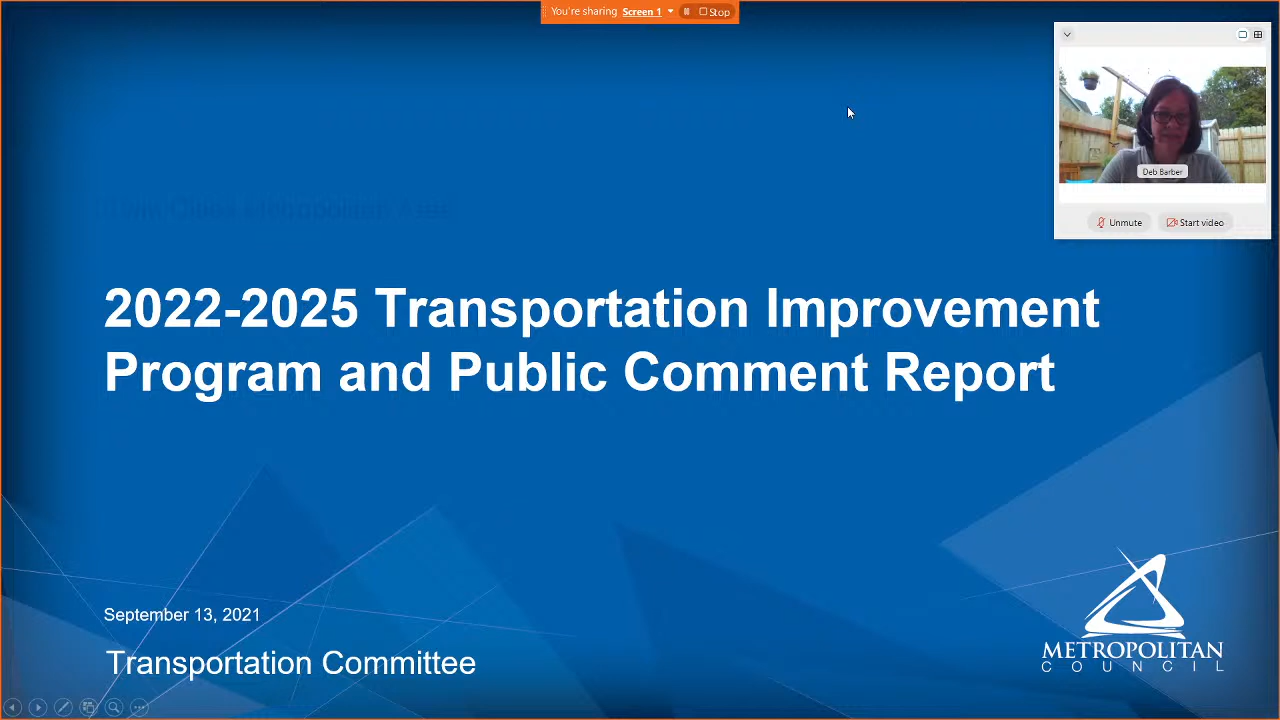 You're sharing Screen 1 Stop
Deb Barber
Unmute Start video
2022-2025 Transportation Improvement
Program and Public Comment Report
September 13, 2021
Transportation Committee
METROPOLITAN
COUNCIL